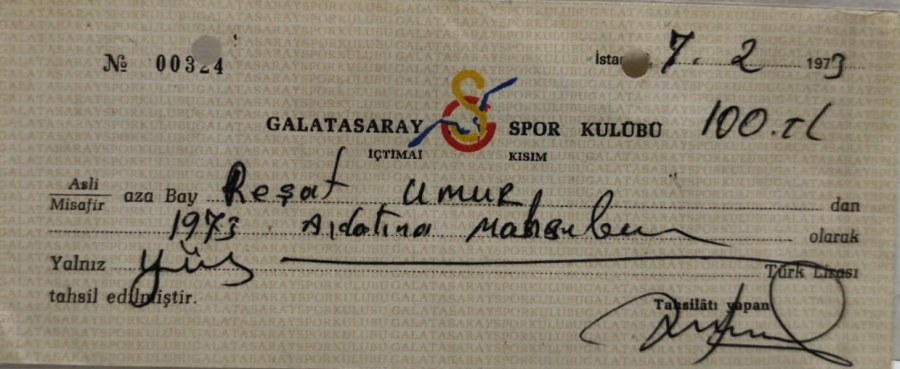 № 00324
İsta 7. 2 1973
GALATASARAY SPOR KULÜBÜ 100.TL
İÇTİMAİ KISIM
Asli
Misafir aza Bay Reşat UMUR dan
1973 Aidatına Mahsuben olarak
Yalnız yüz Türk Lirası
tahsil edilmiştir. Tahsilâtı yapan